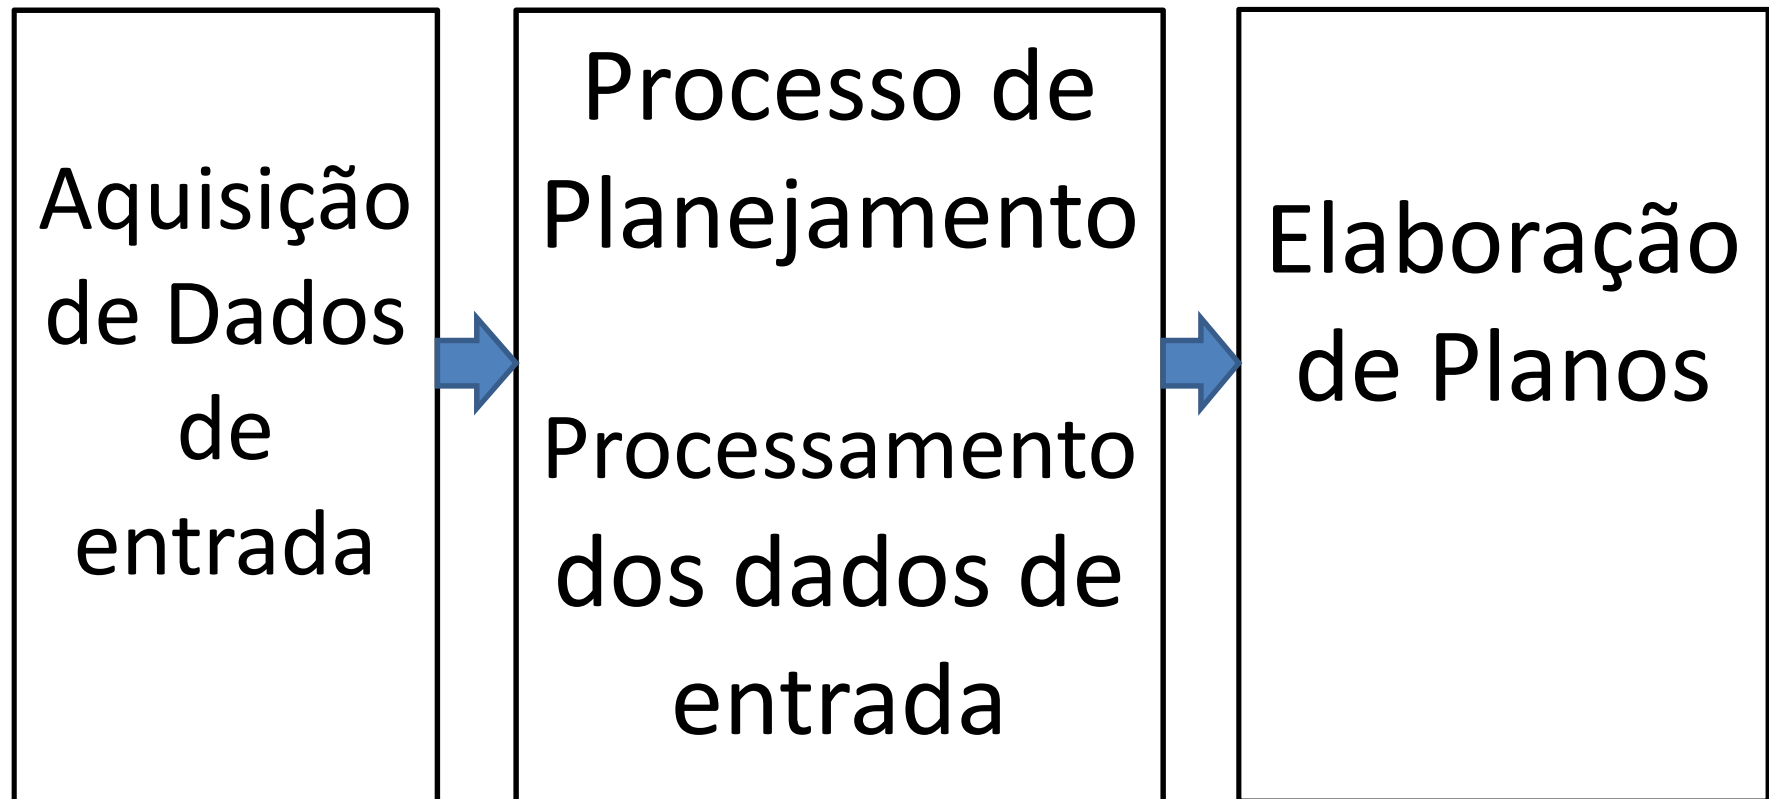 Aquisição
de Dados
de
entrada
Processo de
Planejamento
Processamento
dos dados de
entrada
Elaboração
de Planos